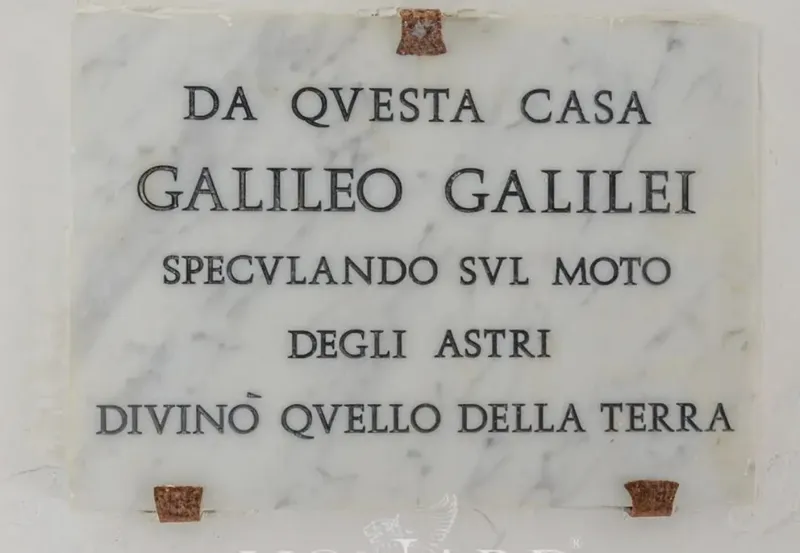 DA QVESTA CASA
GALILEO GALILEI
SPECVLANDO SVL MOTO
DEGLI ASTRI
DIVINÒ QVELLO DELLA TERRA